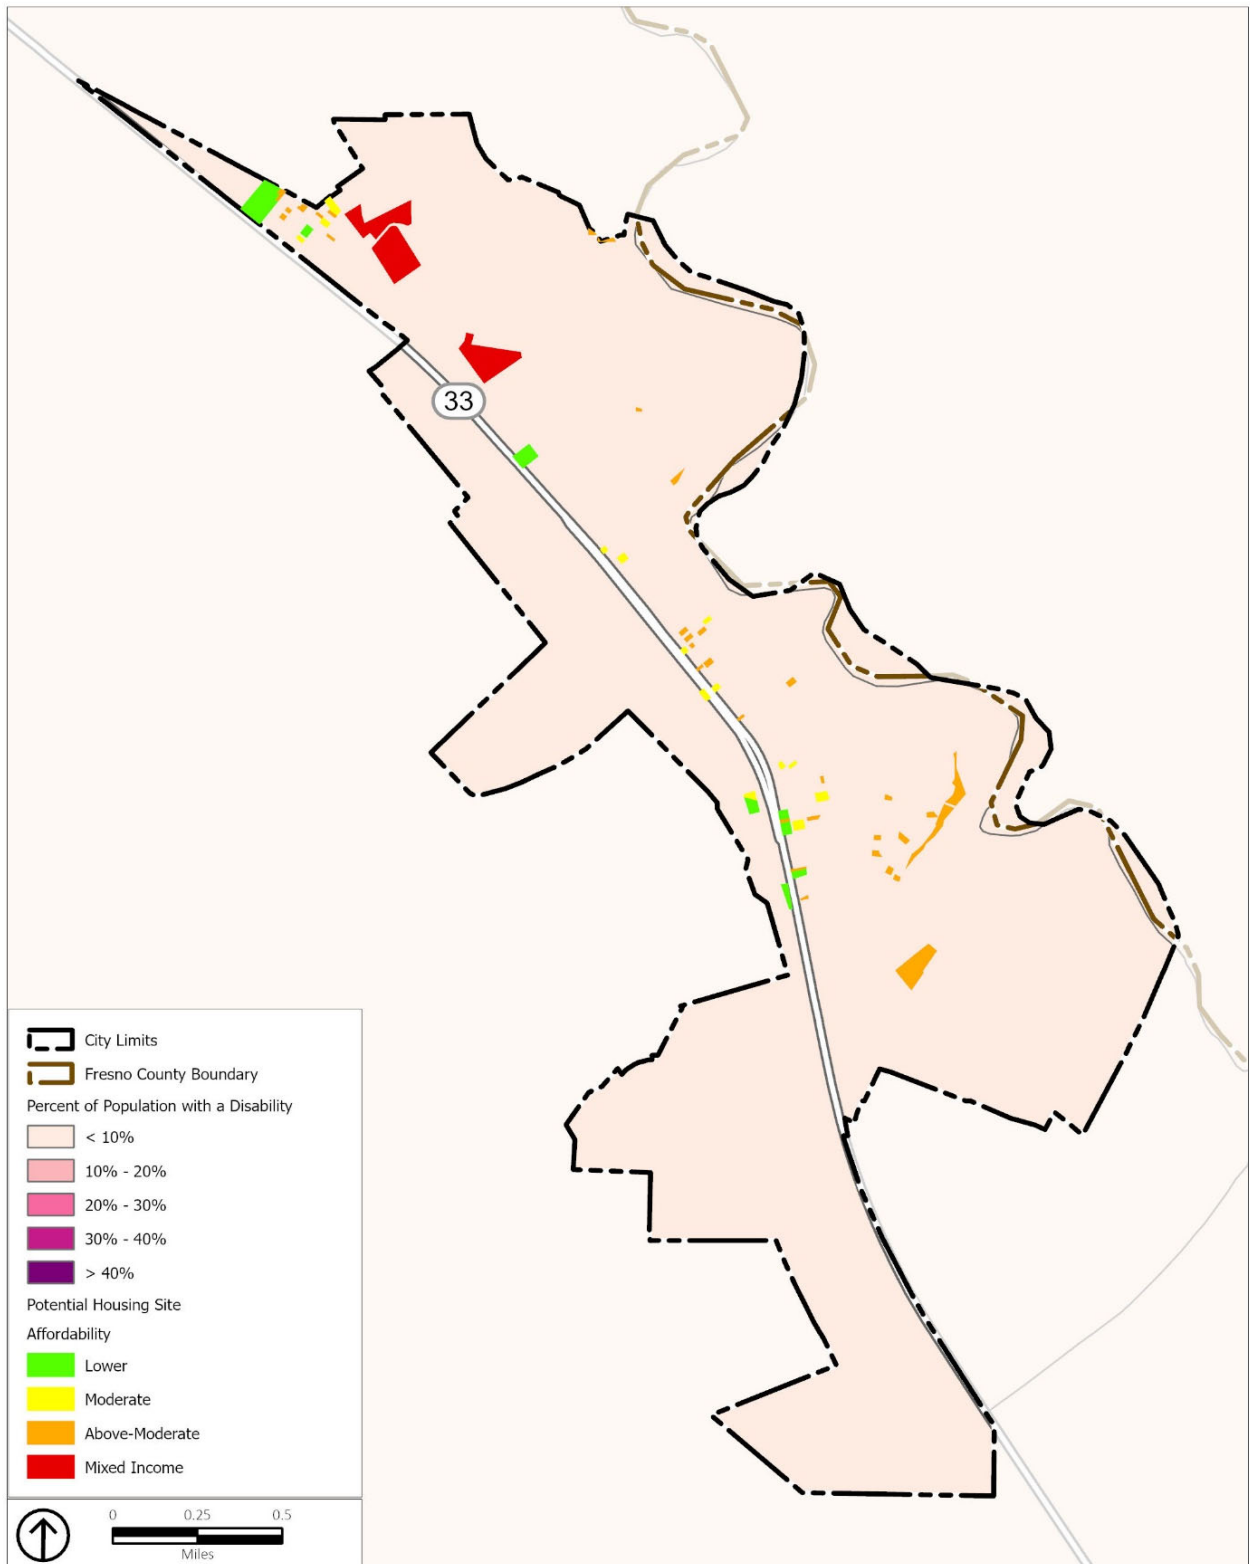 33
City Limits
Fresno County Boundary
Percent of Population with a Disability
< 10%
10% - 20%
20% - 30%
30% - 40%
> 40%
Potential Housing Site
Affordability
Lower
Moderate
Above-Moderate
Mixed Income
0 0.25 0.5
Miles